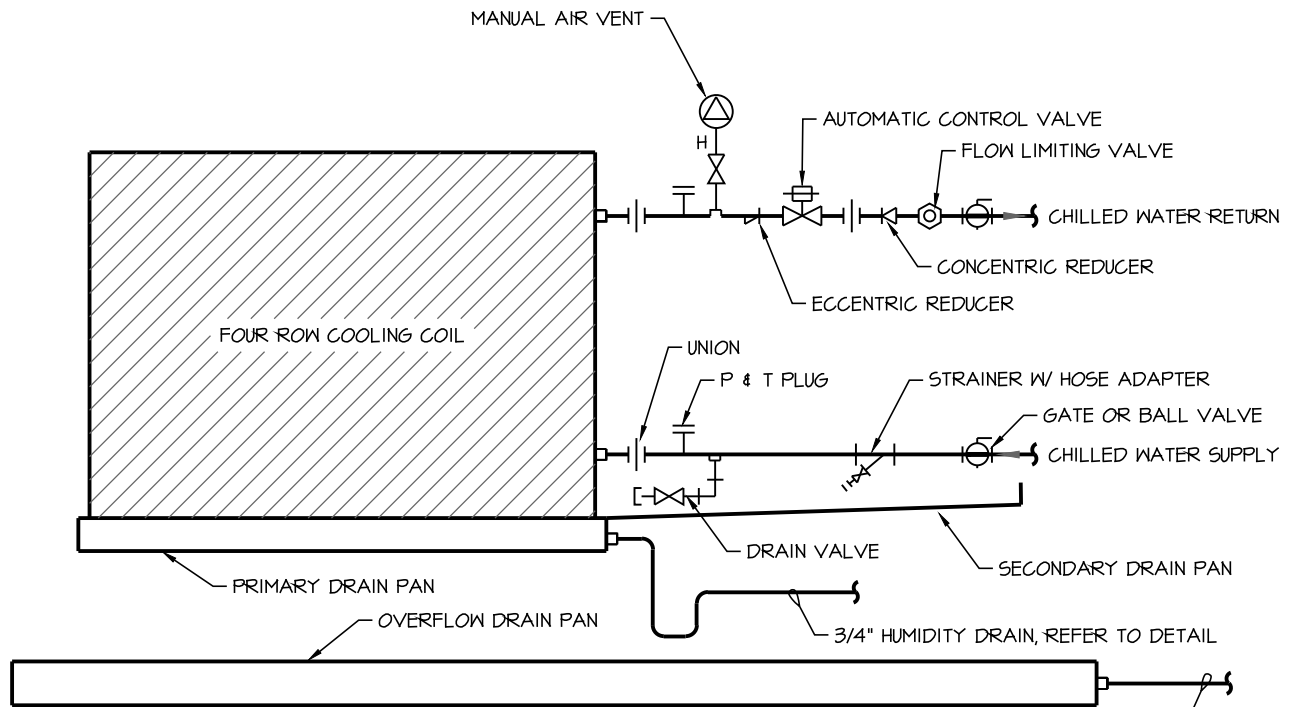 MANUAL AIR VENT
AUTOMATIC CONTROL VALVE
FLOW LIMITING VALVE
H
CHILLED WATER RETURN
CONCENTRIC REDUCER
ECCENTRIC REDUCER
FOUR ROW COOLING COIL
UNION
P & T PLUG
STRAINER W/ HOSE ADAPTER
GATE OR BALL VALVE
CHILLED WATER SUPPLY
DRAIN VALVE
SECONDARY DRAIN PAN
PRIMARY DRAIN PAN
OVERFLOW DRAIN PAN
3/4" HUMIDITY DRAIN, REFER TO DETAIL